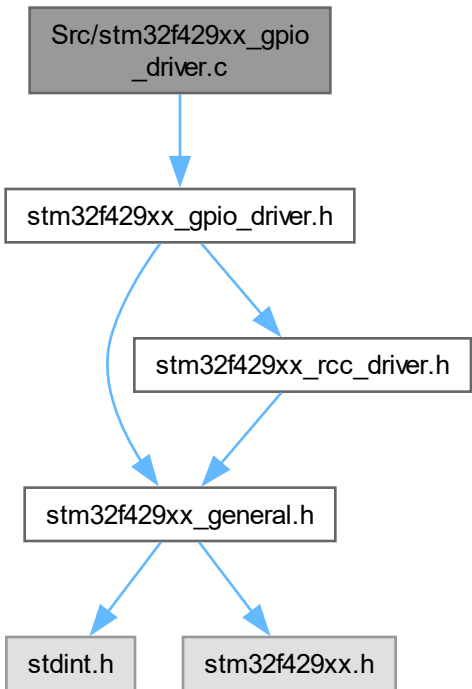 Src/stm32f429xx_gpio
_driver.c
stm32f429xx_gpio_driver.h
stm32f429xx_rcc_driver.h
stm32f429xx_general.h
stdint.h
stm32f429xx.h